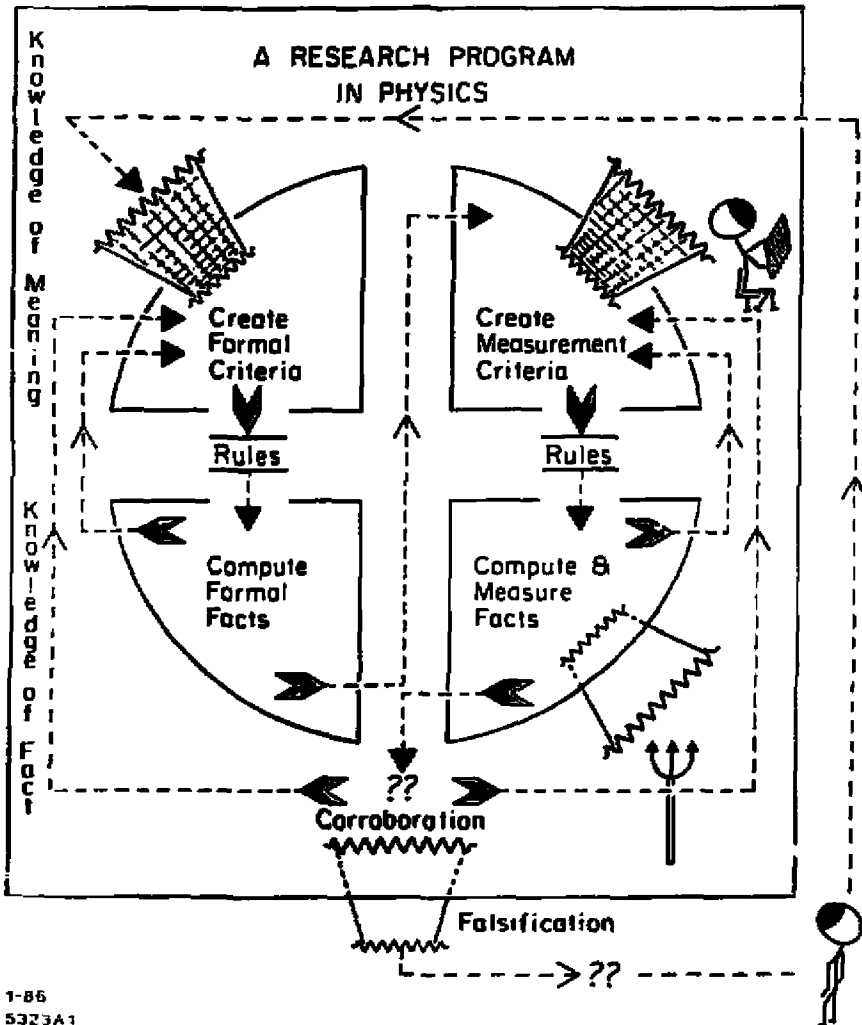 A RESEARCH PROGRAM
IN PHYSICS
Knowledge of Meaning
Create
Formal
Criteria
Create
Measurement
Criteria
Rules
Rules
Knowledge of Fact
Compute
Formal
Facts
Compute &
Measure
Facts
??
Corroboration
Falsification
??
1-86
5323A1